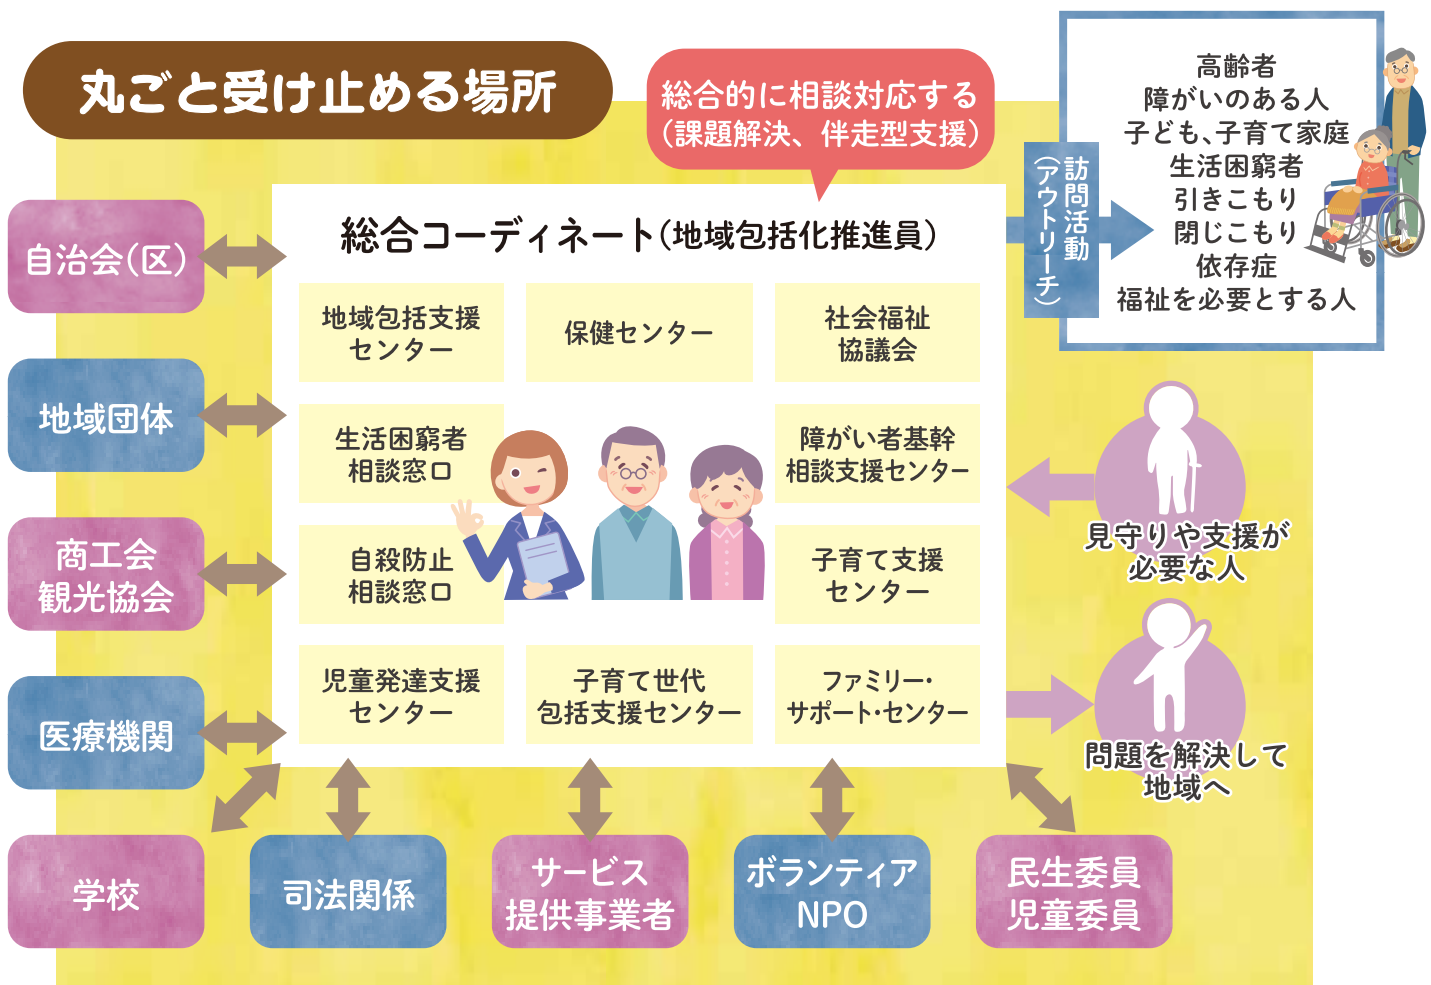 丸ごと受け止める場所
総合的に相談対応する
（課題解決、伴走型支援）
高齢者
障がいのある人
子ども、子育て家庭
生活困窮者
引きこもり
閉じこもり
依存症
福祉を必要とする人
訪問活動
（アウトリーチ）
総合コーディネート（地域包括化推進員）
自治会（区）
地域団体
商工会
観光協会
医療機関
地域包括支援
センター
保健センター
社会福祉
協議会
生活困窮者
相談窓口
障がい者基幹
相談支援センター
自殺防止
相談窓口
子育て支援
センター
児童発達支援
センター
子育て世代
包括支援センター
ファミリー・
サポート・センター
見守りや支援が
必要な人
問題を解決して
地域へ
学校
司法関係
サービス
提供事業者
ボランティア
NPO
民生委員
児童委員